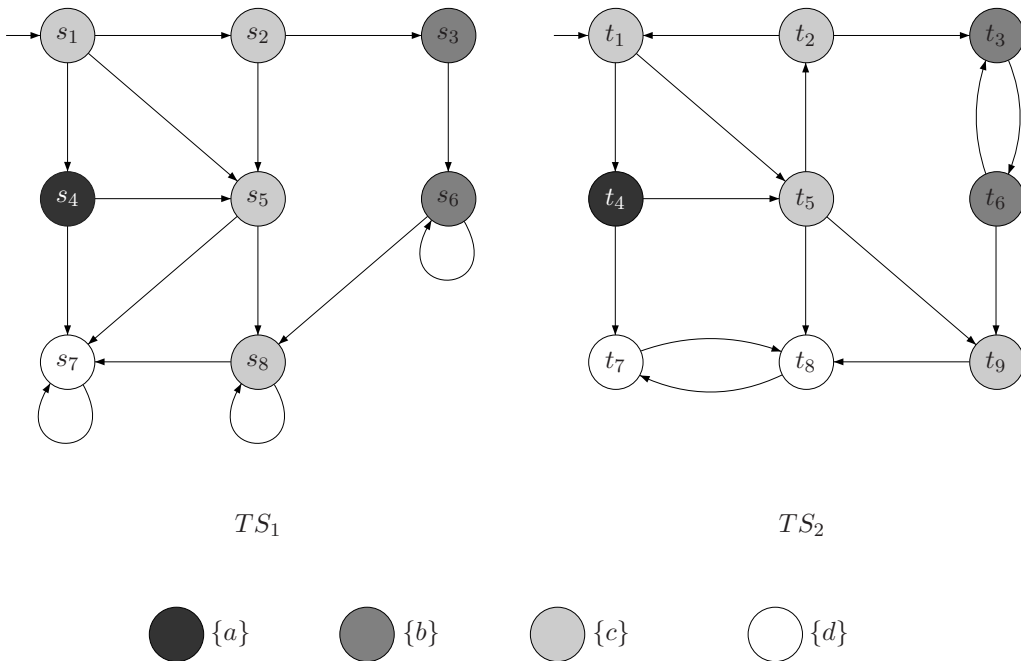 s1 s2 s3 t1 t2 t3
s4 s5 s6 t4 t5 t6
s7 s8 t7 t8 t9
TS1 TS2
{a} {b} {c} {d}